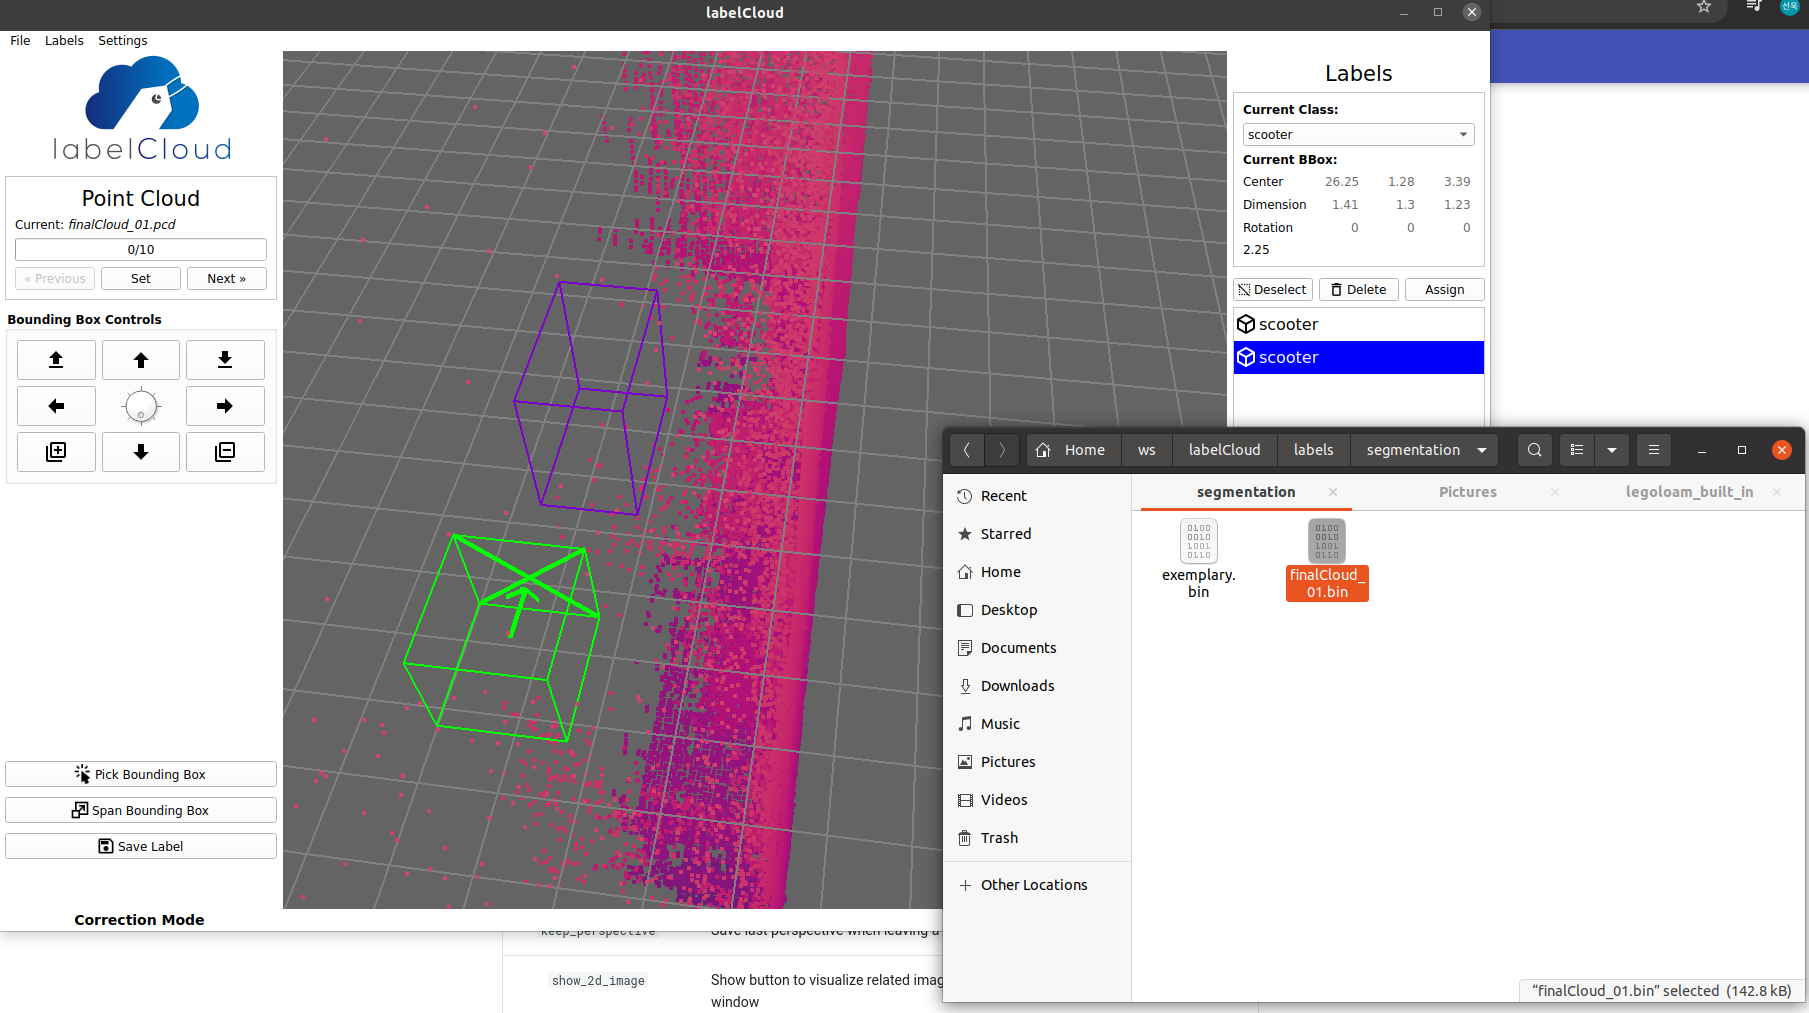 labelCloud
선욱
File Labels Settings
labelCloud
Point Cloud
Current: finalCloud_01.pcd
0/10
« Previous Set Next »
Bounding Box Controls
Pick Bounding Box
Span Bounding Box
Save Label
Correction Mode
Labels
Current Class:
scooter
Current BBox:
Center 26.25 1.28 3.39
Dimension 1.41 1.3 1.23
Rotation 0 0 0
2.25
Deselect Delete Assign
scooter
scooter
Home ws labelCloud labels segmentation
Recent
Starred
Home
Desktop
Documents
Downloads
Music
Pictures
Videos
Trash
Other Locations
segmentation Pictures legoloam_built_in
0100
0010
1001
0110
exemplary.
bin
0100
0010
1001
0110
finalCloud_
01.bin
“finalCloud_01.bin” selected (142.8 kB)
keep_perspective Save last perspective when leaving a
show_2d_image Show button to visualize related imag
window